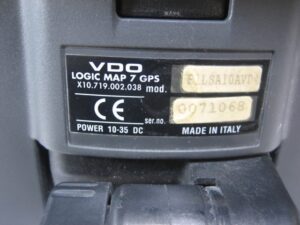 VDO
LOGIC MAP 7 GPS
X10.719.002.038 mod.
CE ser.no. 0071068
POWER 10-35 DC MADE IN ITALY